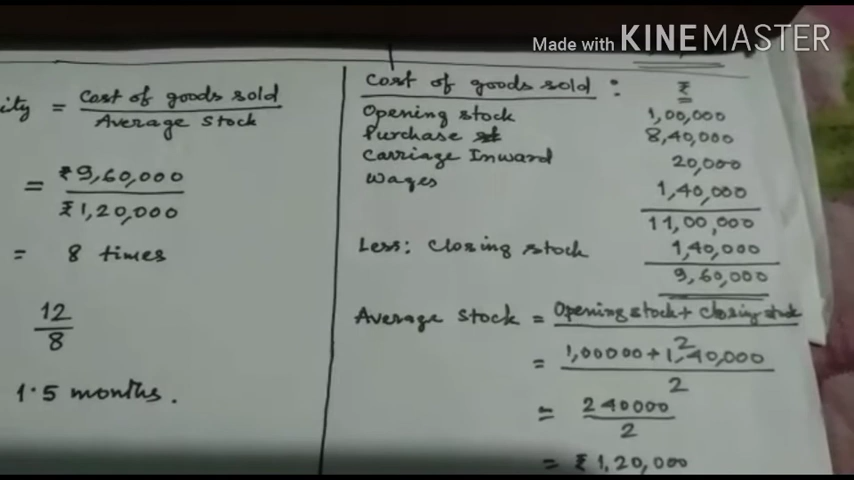 Made with KINEMASTER
ity = Cost of goods sold
Average Stock
= ₹9,60,000
₹1,20,000
= 8 times
12
8
1.5 months.
Cost of goods sold : ₹
Opening stock 1,00,000
Purchase 8,40,000
Carriage Inward 20,000
Wages 1,40,000
11,00,000
Less: Closing stock 1,40,000
9,60,000
Average Stock = Opening stock + Closing stock
2
= 1,00000 + 1,40,000
2
= 240000
2
= ₹1,20,000